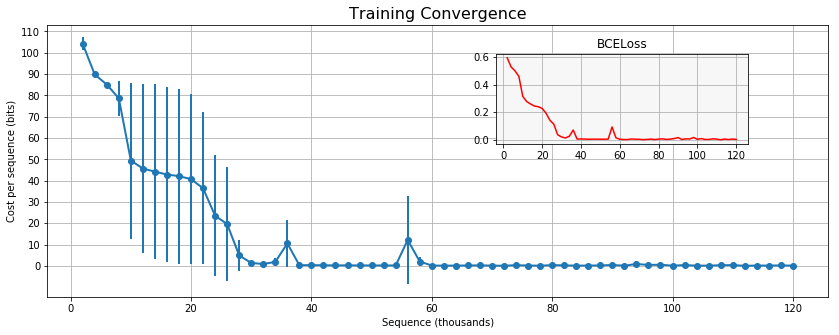 Training Convergence
110
100
90
80
70
60
50
40
30
20
10
0
Cost per sequence (bits)
0 20 40 60 80 100 120
Sequence (thousands)
BCELoss
0.6
0.4
0.2
0.0
0 20 40 60 80 100 120